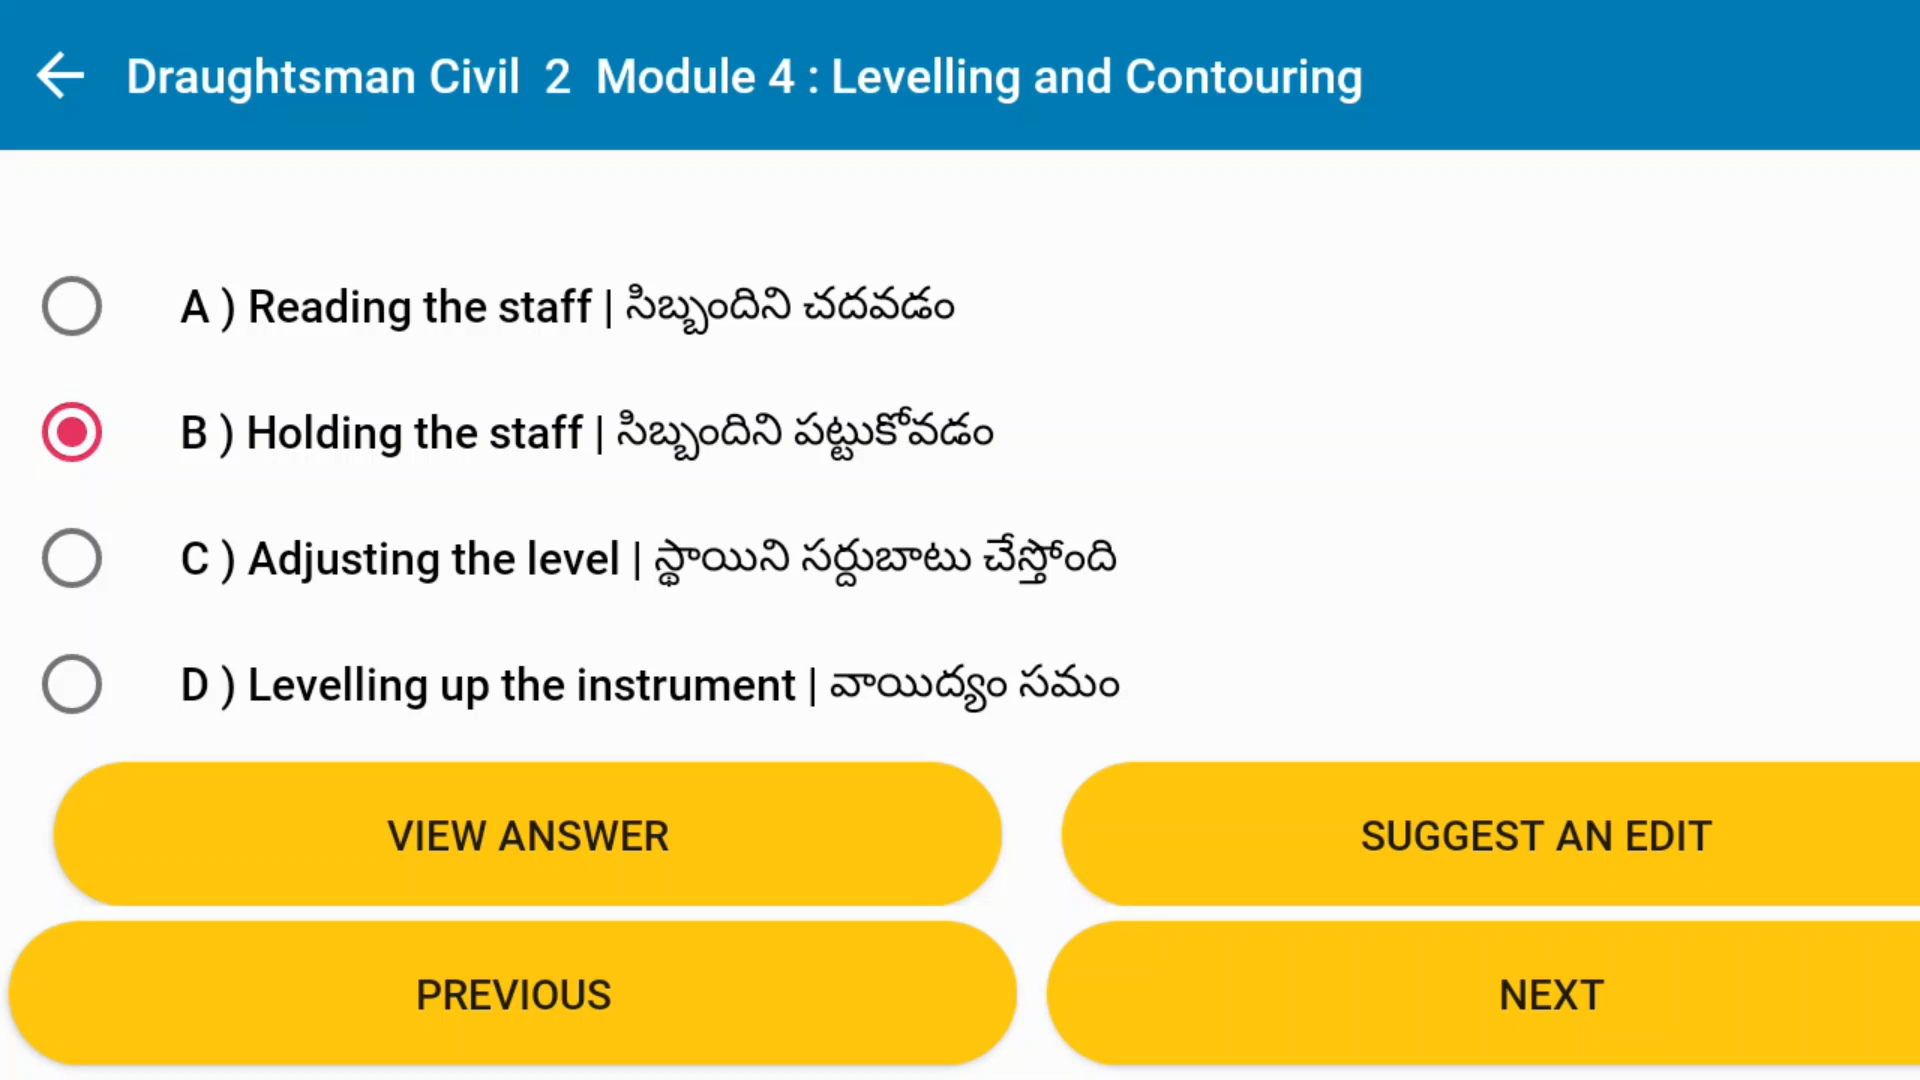 Draughtsman Civil 2 Module 4 : Levelling and Contouring
A ) Reading the staff | సిబ్బందిని చదవడం
B ) Holding the staff | సిబ్బందిని పట్టుకోవడం
C ) Adjusting the level | స్థాయిని సర్దుబాటు చేస్తోంది
D ) Levelling up the instrument | వాయిద్యం సమం
VIEW ANSWER
SUGGEST AN EDIT
PREVIOUS
NEXT